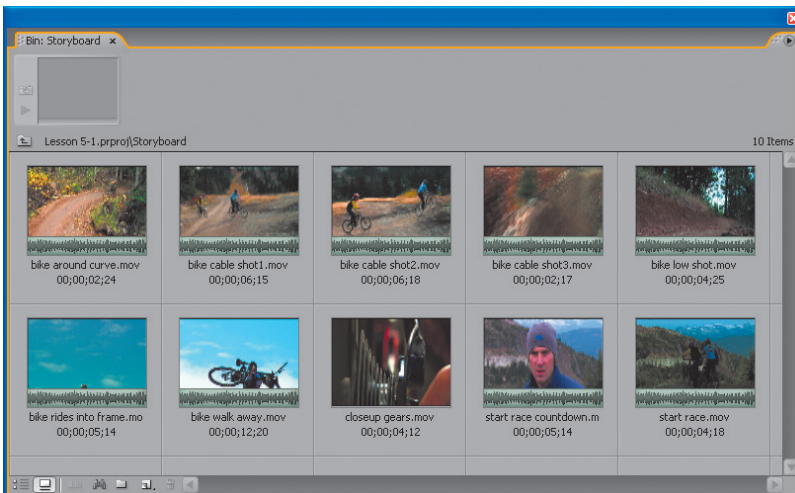 Bin: Storyboard x
Lesson 5-1.prproj\Storyboard
10 Items
bike around curve.mov
00;00;02;24
bike cable shot1.mov
00;00;06;15
bike cable shot2.mov
00;00;06;18
bike cable shot3.mov
00;00;02;17
bike low shot.mov
00;00;04;25
bike rides into frame.mo
00;00;05;14
bike walk away.mov
00;00;12;20
closeup gears.mov
00;00;04;12
start race countdown.m
00;00;05;14
start race.mov
00;00;04;18